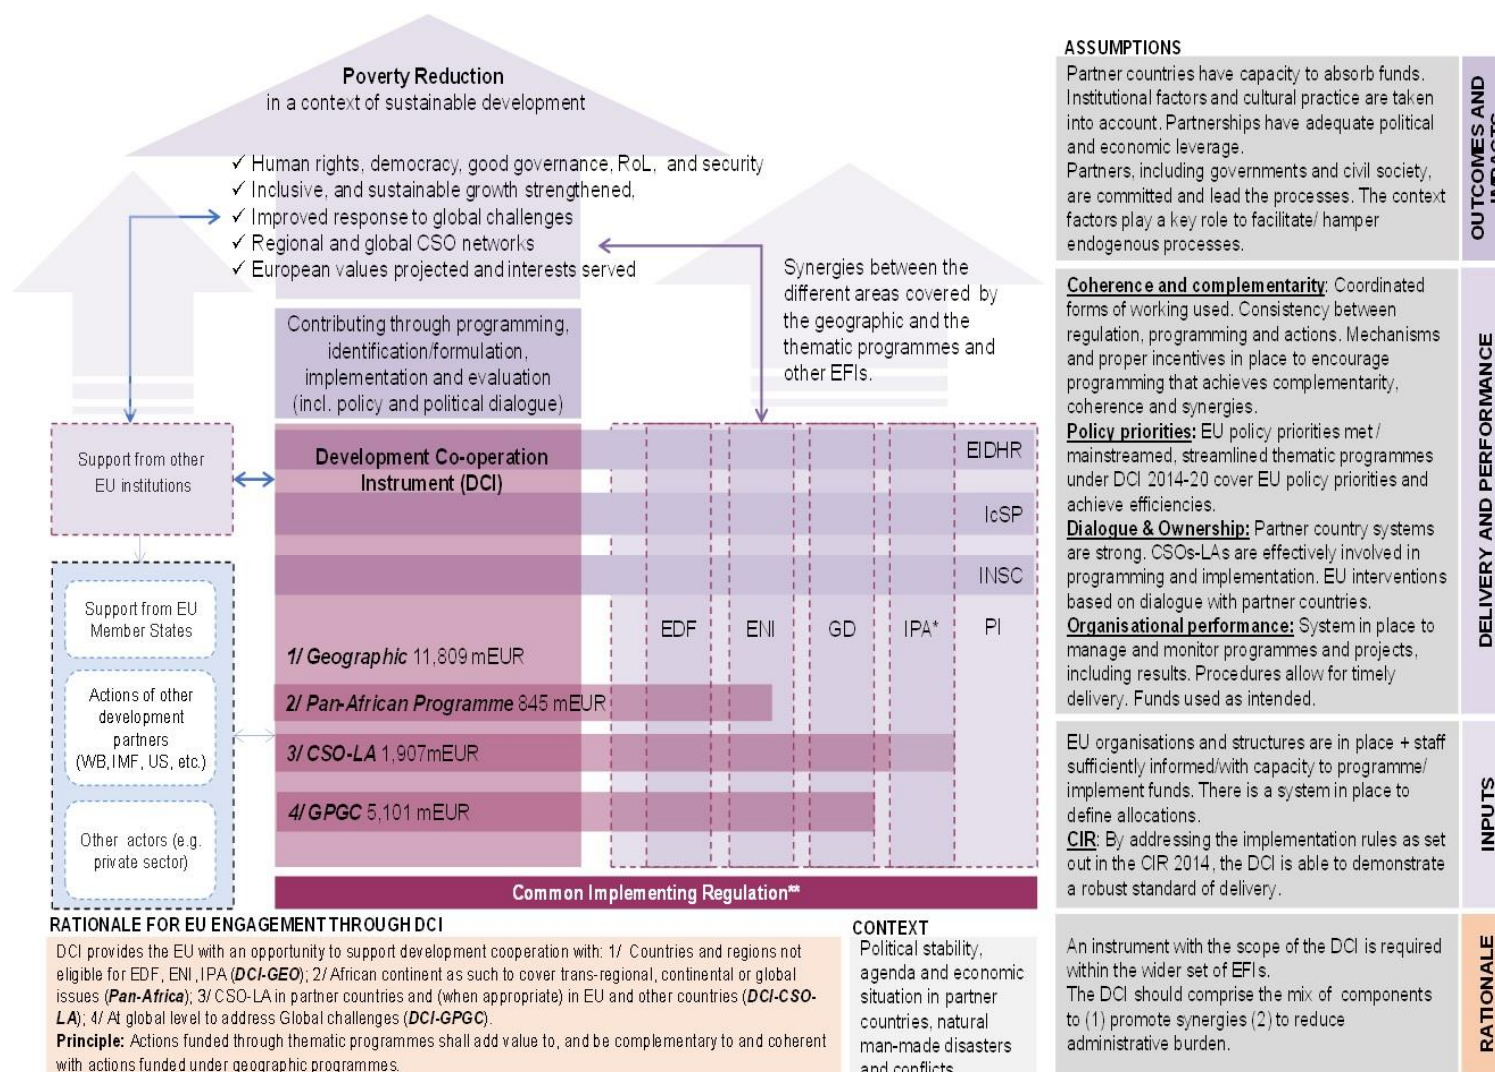 Poverty Reduction
in a context of sustainable development
✓ Human rights, democracy, good governance, RoL, and security
✓ Inclusive, and sustainable growth strengthened,
✓ Improved response to global challenges
✓ Regional and global CSO networks
✓ European values projected and interests served
Synergies between the
different areas covered by
the geographic and the
thematic programmes and
other EFIs.
Contributing through programming,
identification/formulation,
implementation and evaluation
(incl. policy and political dialogue)
Support from other
EU institutions
Development Co-operation
Instrument (DCI)
EIDHR
IcSP
INSC
EDF
ENI
GD
IPA*
PI
Support from EU
Member States
Actions of other
development
partners
(WB, IMF, US, etc.)
Other actors (e.g.
private sector)
1/ Geographic 11,809 mEUR
2/ Pan-African Programme 845 mEUR
3/ CSO-LA 1,907mEUR
4/ GPGC 5,101 mEUR
Common Implementing Regulation**
RATIONALE FOR EU ENGAGEMENT THROUGH DCI
DCI provides the EU with an opportunity to support development cooperation with: 1/ Countries and regions not
eligible for EDF, ENI, IPA (DCI-GEO); 2/ African continent as such to cover trans-regional, continental or global
issues (Pan-Africa); 3/ CSO-LA in partner countries and (when appropriate) in EU and other countries (DCI-CSO-
LA); 4/ At global level to address Global challenges (DCI-GPGC).
Principle: Actions funded through thematic programmes shall add value to, and be complementary to and coherent
with actions funded under geographic programmes.
CONTEXT
Political stability,
agenda and economic
situation in partner
countries, natural
man-made disasters
and conflicts
ASSUMPTIONS
Partner countries have capacity to absorb funds.
Institutional factors and cultural practice are taken
into account. Partnerships have adequate political
and economic leverage.
Partners, including governments and civil society,
are committed and lead the processes. The context
factors play a key role to facilitate/ hamper
endogenous processes.
OUTCOMES AND
IMPACTS
Coherence and complementarity: Coordinated
forms of working used. Consistency between
regulation, programming and actions. Mechanisms
and proper incentives in place to encourage
programming that achieves complementarity,
coherence and synergies.
Policy priorities: EU policy priorities met /
mainstreamed, streamlined thematic programmes
under DCI 2014-20 cover EU policy priorities and
achieve efficiencies.
Dialogue & Ownership: Partner country systems
are strong. CSOs-LAs are effectively involved in
programming and implementation. EU interventions
based on dialogue with partner countries.
Organisational performance: System in place to
manage and monitor programmes and projects,
including results. Procedures allow for timely
delivery. Funds used as intended.
DELIVERY AND PERFORMANCE
EU organisations and structures are in place + staff
sufficiently informed/with capacity to programme/
implement funds. There is a system in place to
define allocations.
CIR: By addressing the implementation rules as set
out in the CIR 2014, the DCI is able to demonstrate
a robust standard of delivery.
INPUTS
An instrument with the scope of the DCI is required
within the wider set of EFIs.
The DCI should comprise the mix of components
to (1) promote synergies (2) to reduce
administrative burden.
RATIONALE